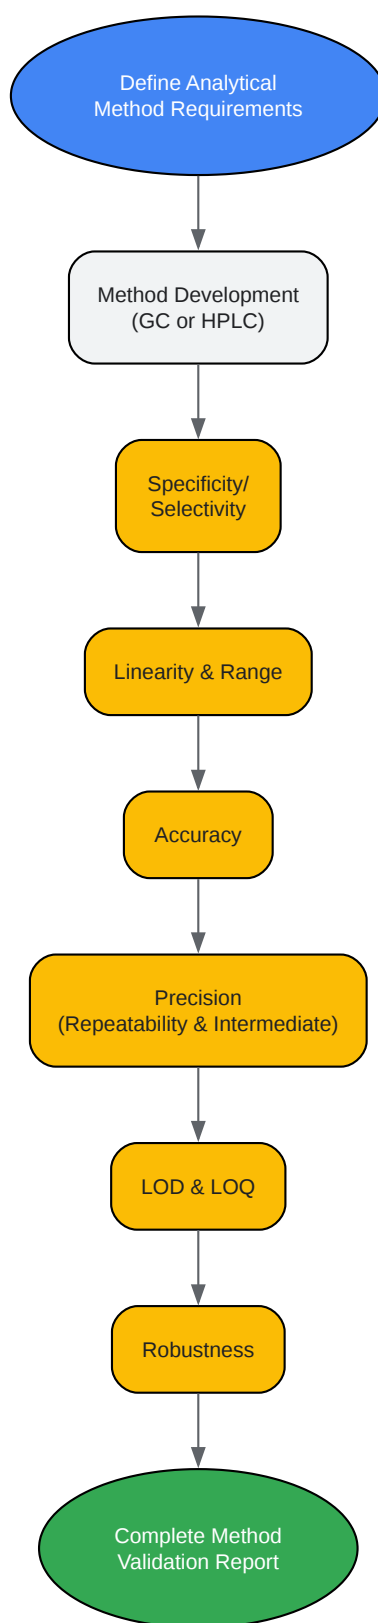 Define Analytical
Method Requirements
Method Development
(GC or HPLC)
Specificity/
Selectivity
Linearity & Range
Accuracy
Precision
(Repeatability & Intermediate)
LOD & LOQ
Robustness
Complete Method
Validation Report